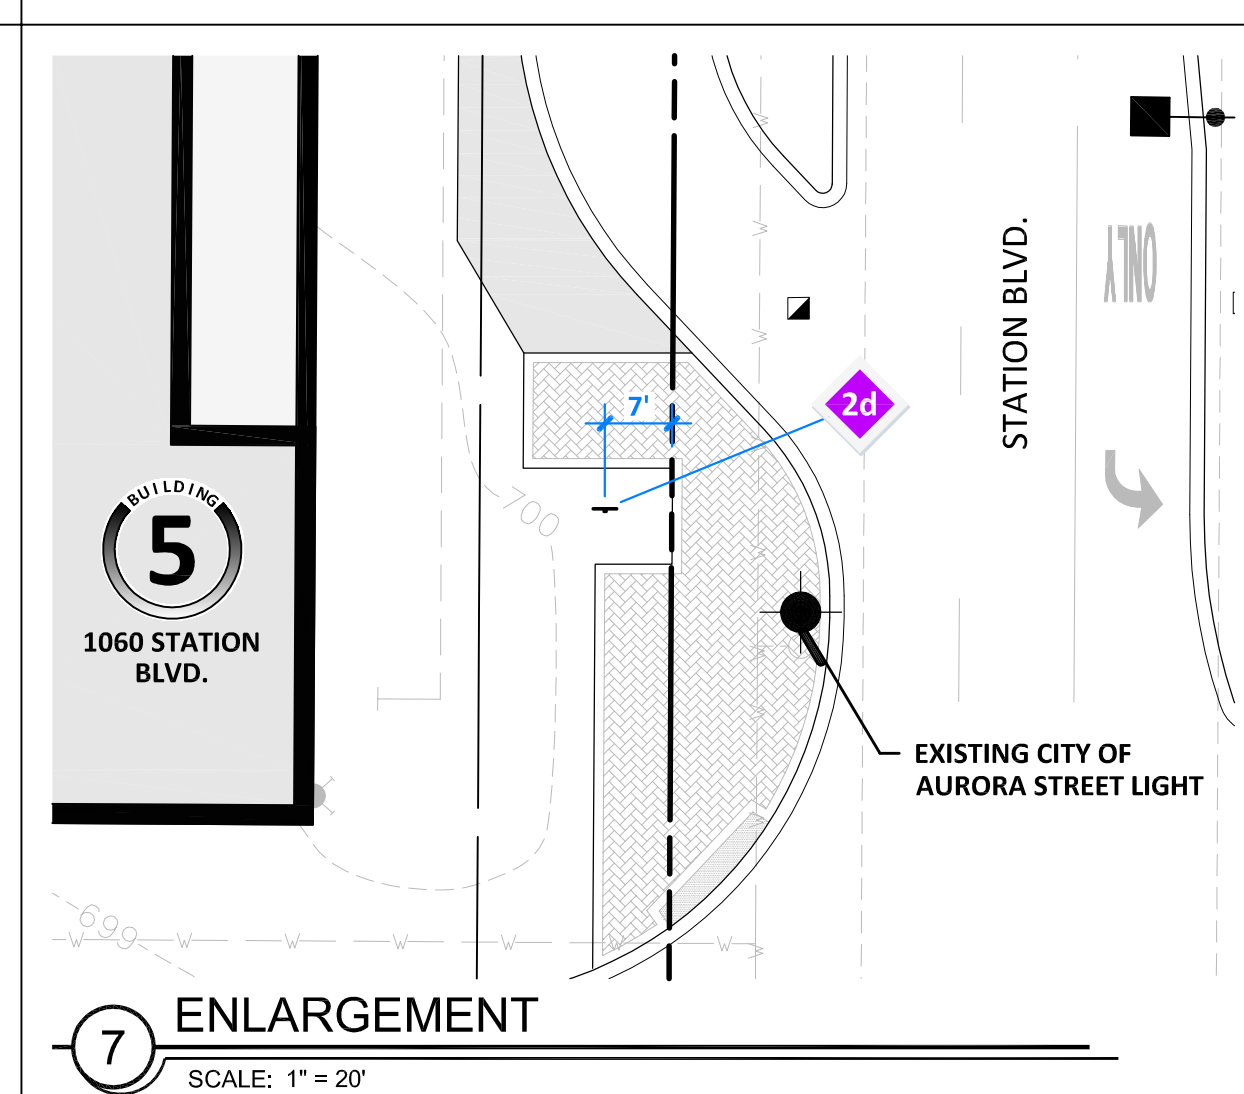 STATION BLVD.
ONLY
7'
2d
BUILDING
5
1060 STATION
BLVD.
700
EXISTING CITY OF
AURORA STREET LIGHT
699
W W W W W W W
W W W W W W W
7
ENLARGEMENT
SCALE: 1" = 20'